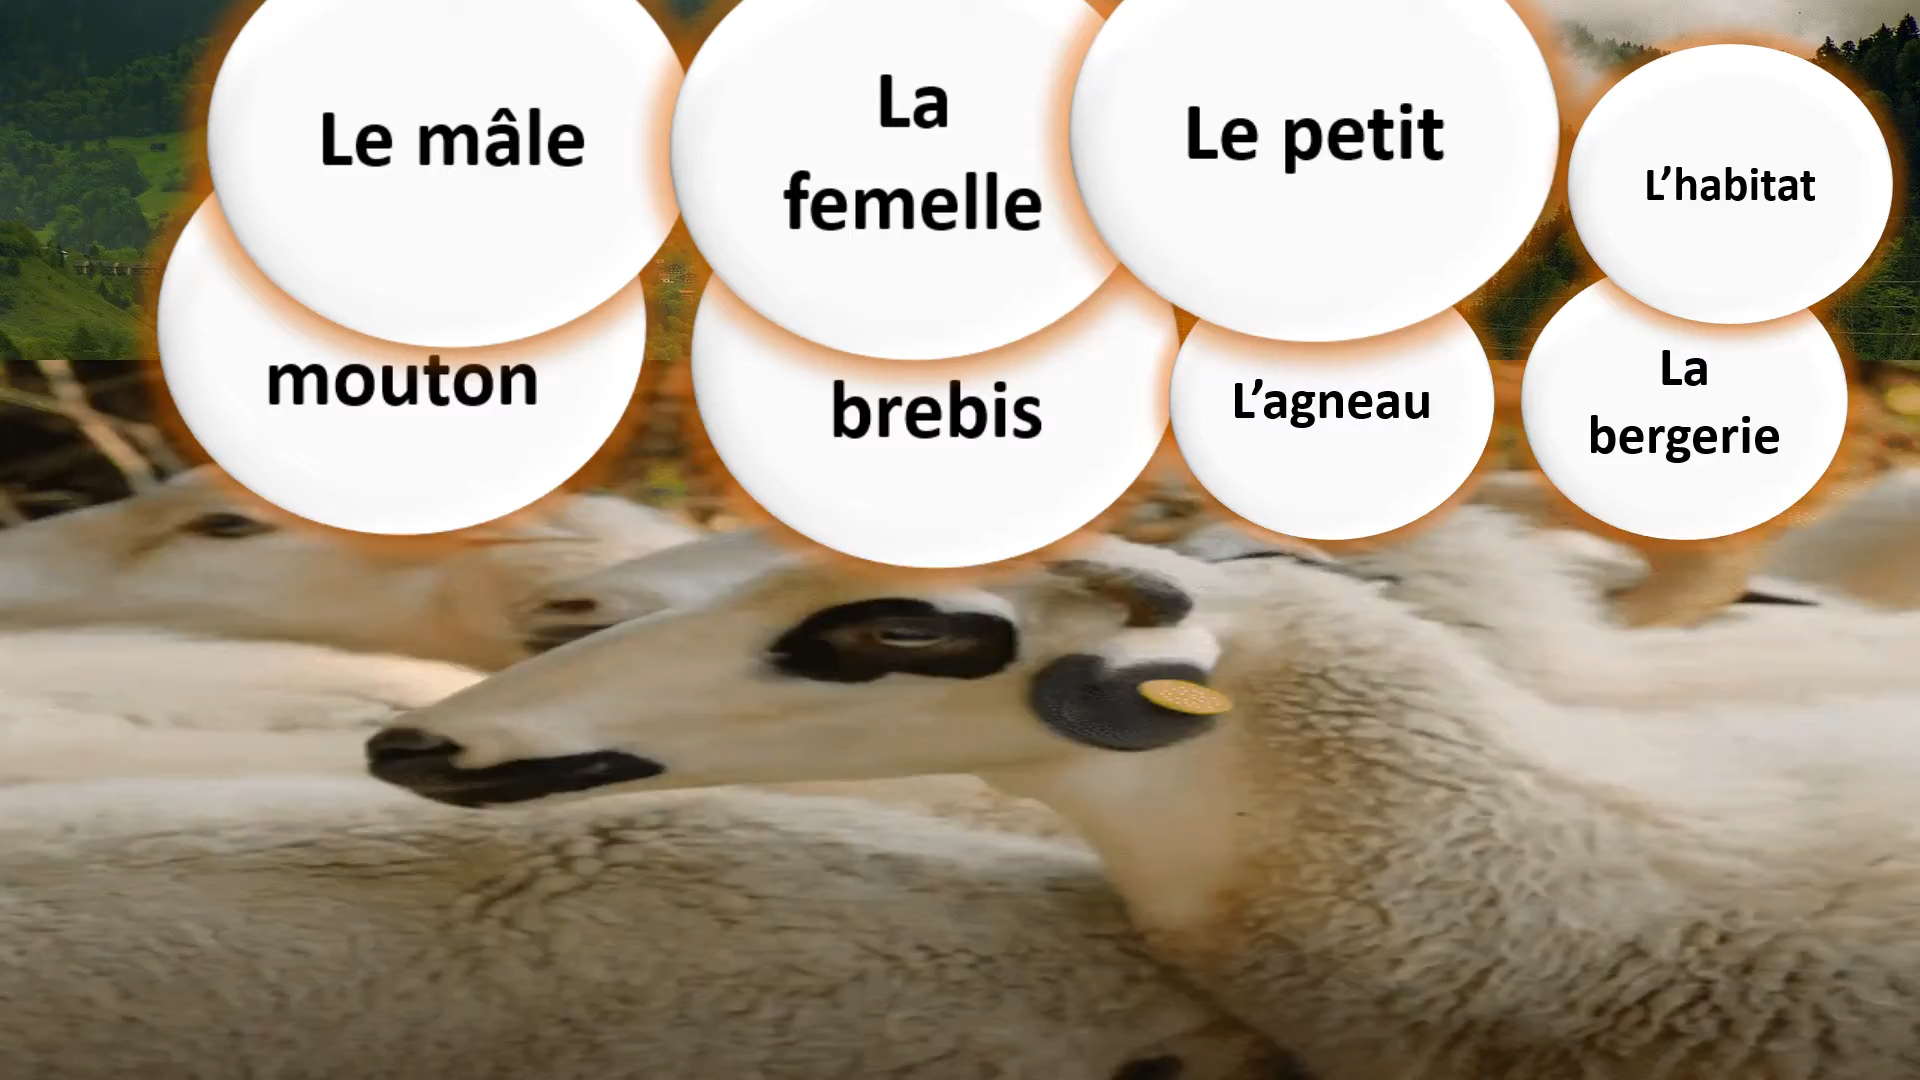 Le mâle
La
femelle
Le petit
L’habitat
mouton
brebis
L’agneau
La
bergerie